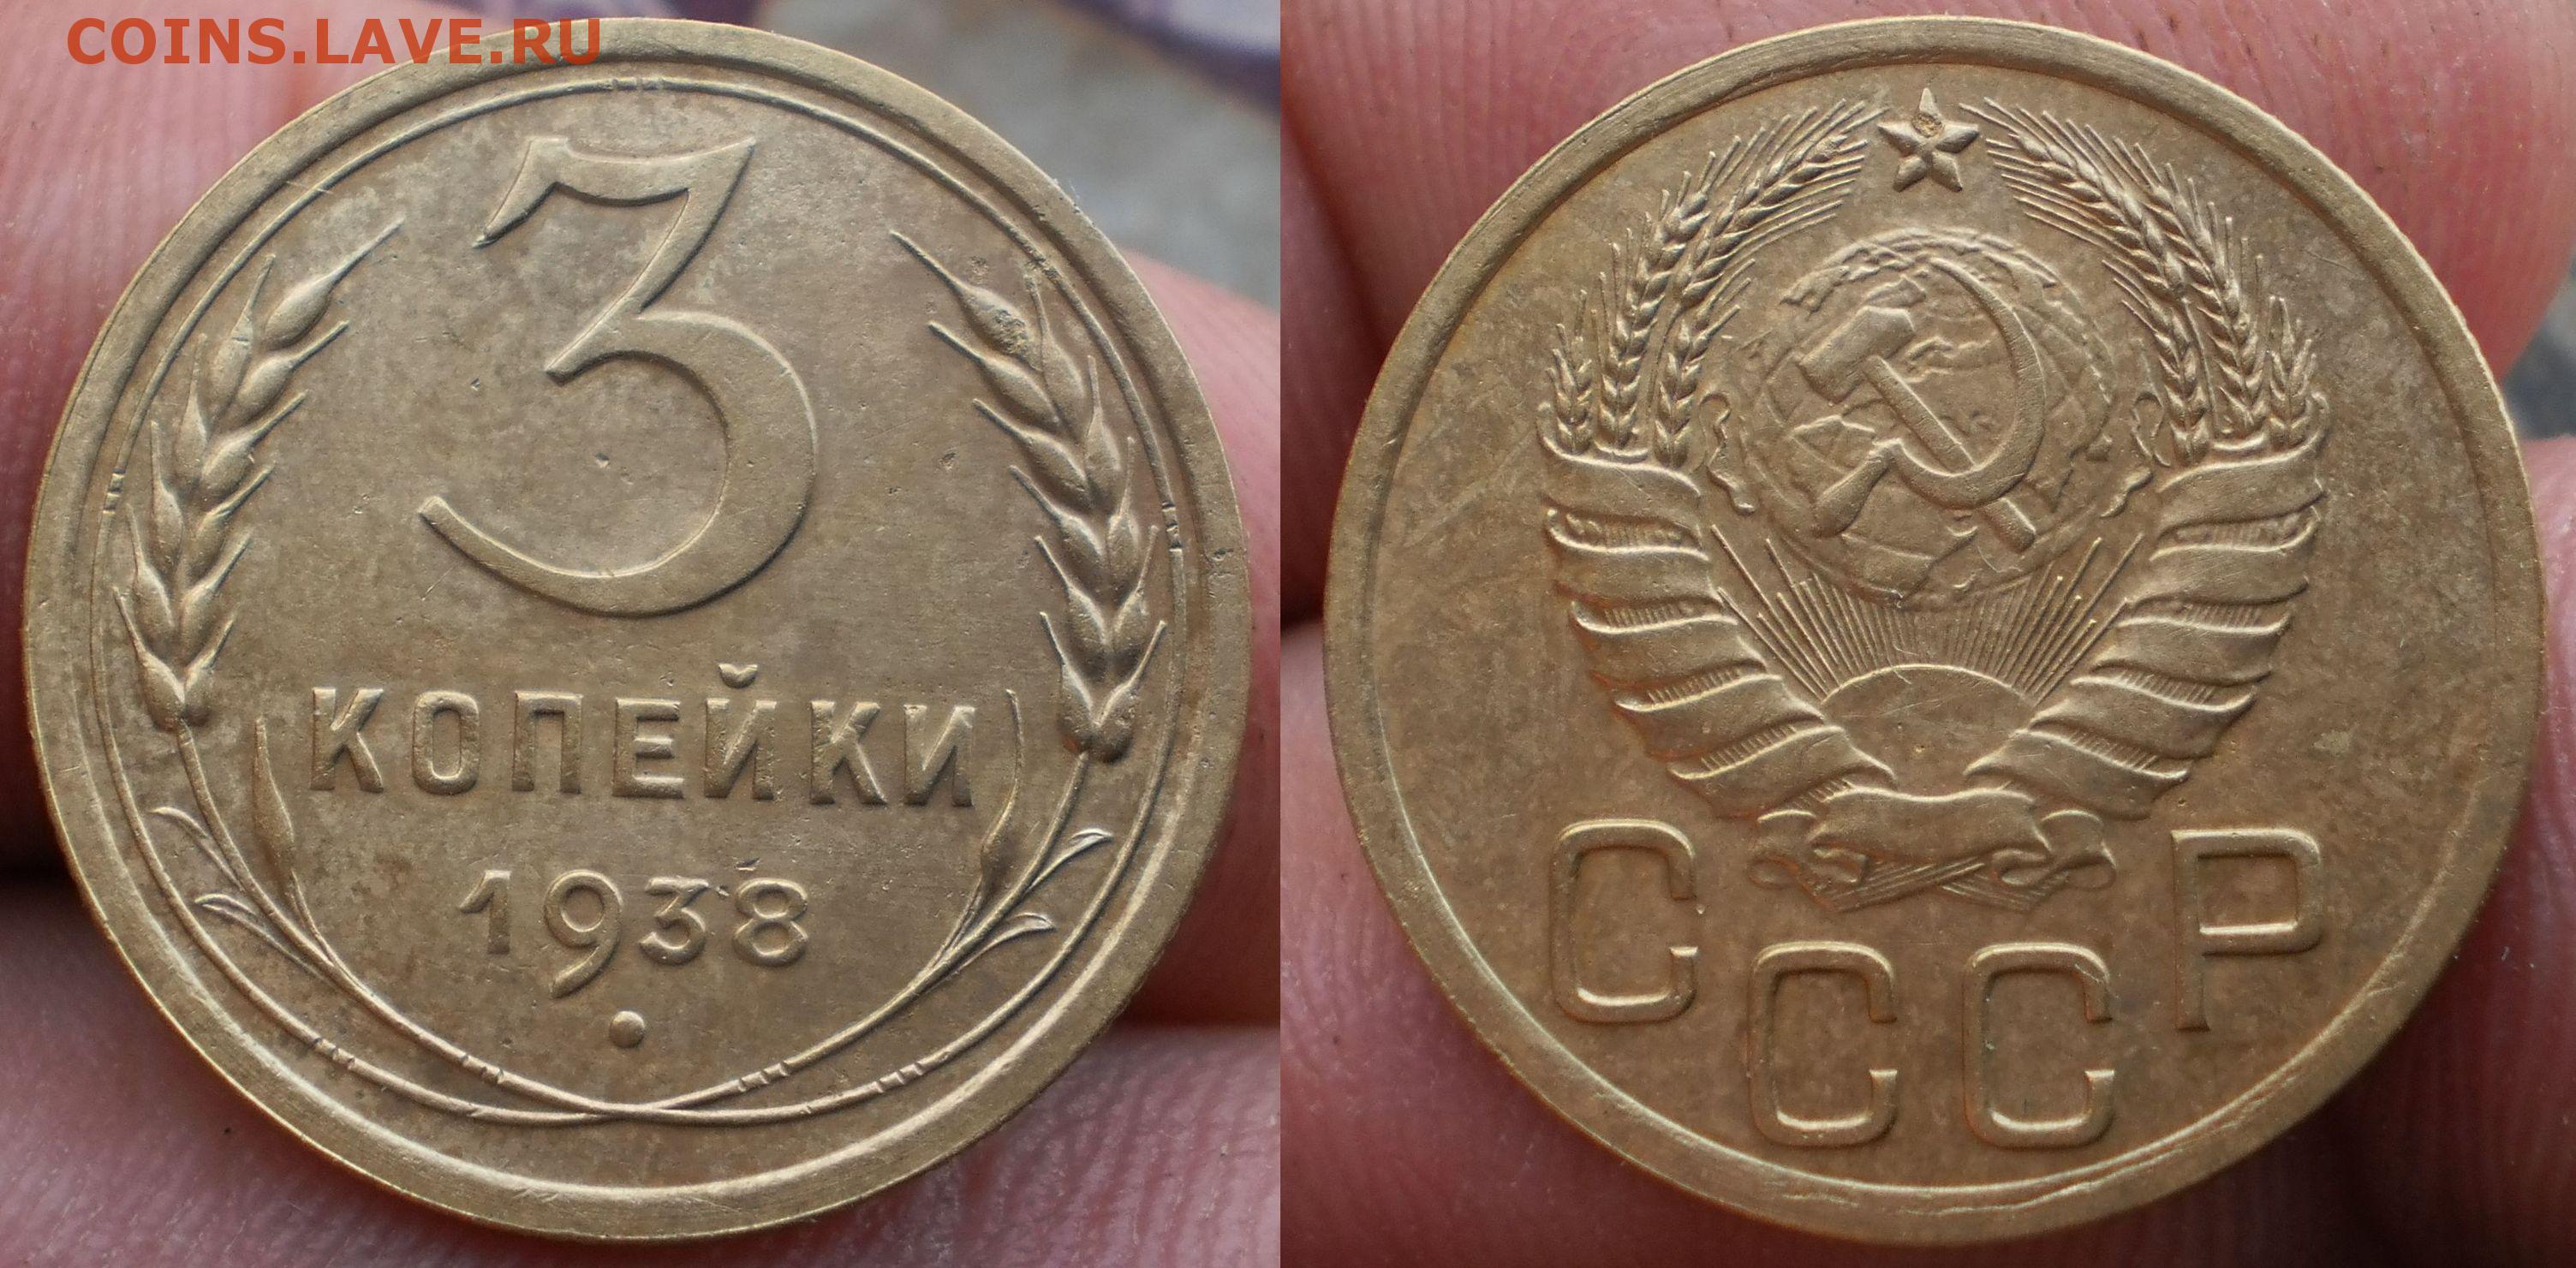 COINS.LAVE.RU
3
КОПЕЙКИ
1938
СССР